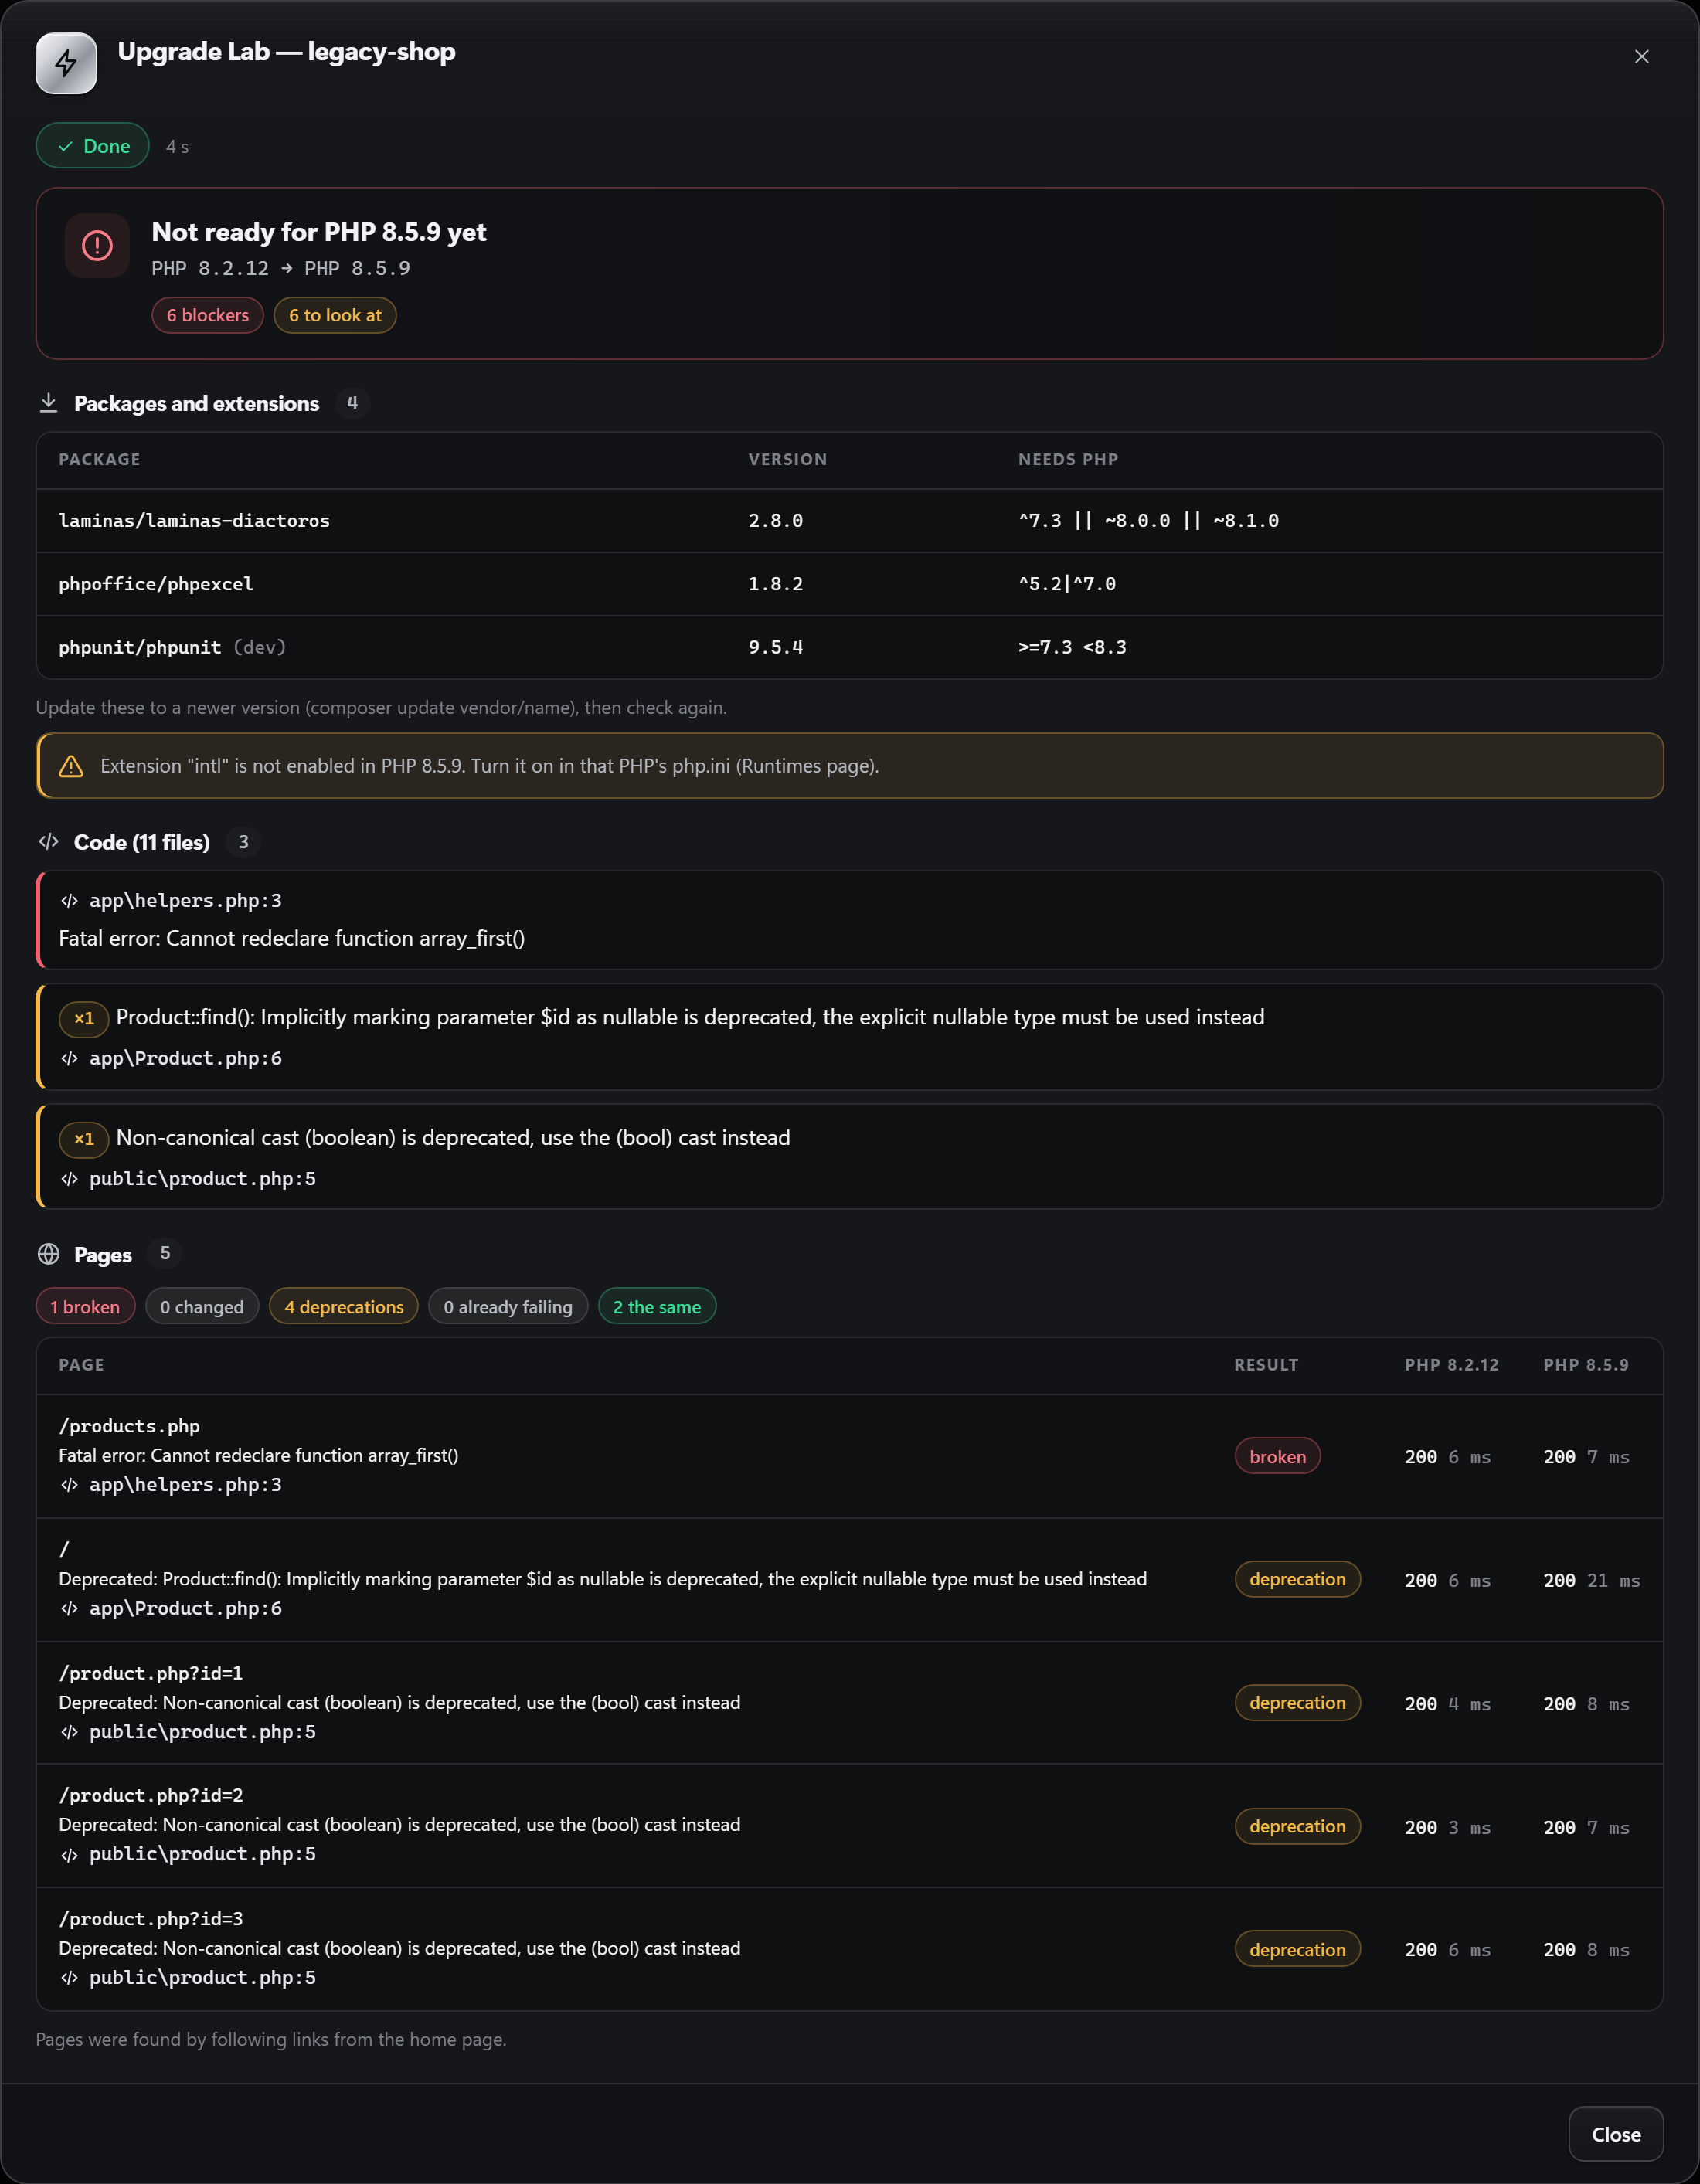 Upgrade Lab — legacy-shop
Done 4 s
Not ready for PHP 8.5.9 yet
PHP 8.2.12 → PHP 8.5.9
6 blockers 6 to look at
Packages and extensions 4
PACKAGE VERSION NEEDS PHP
laminas/laminas-diactoros 2.8.0 ^7.3 || ~8.0.0 || ~8.1.0
phpoffice/phpexcel 1.8.2 ^5.2|^7.0
phpunit/phpunit (dev) 9.5.4 >=7.3 <8.3
Update these to a newer version (composer update vendor/name), then check again.
Extension "intl" is not enabled in PHP 8.5.9. Turn it on in that PHP's php.ini (Runtimes page).
Code (11 files) 3
app\helpers.php:3
Fatal error: Cannot redeclare function array_first()
×1 Product::find(): Implicitly marking parameter $id as nullable is deprecated, the explicit nullable type must be used instead
app\Product.php:6
×1 Non-canonical cast (boolean) is deprecated, use the (bool) cast instead
public\product.php:5
Pages 5
1 broken 0 changed 4 deprecations 0 already failing 2 the same
PAGE RESULT PHP 8.2.12 PHP 8.5.9
/products.php
Fatal error: Cannot redeclare function array_first()
app\helpers.php:3
broken 200 6 ms 200 7 ms
/
Deprecated: Product::find(): Implicitly marking parameter $id as nullable is deprecated, the explicit nullable type must be used instead
app\Product.php:6
deprecation 200 6 ms 200 21 ms
/product.php?id=1
Deprecated: Non-canonical cast (boolean) is deprecated, use the (bool) cast instead
public\product.php:5
deprecation 200 4 ms 200 8 ms
/product.php?id=2
Deprecated: Non-canonical cast (boolean) is deprecated, use the (bool) cast instead
public\product.php:5
deprecation 200 3 ms 200 7 ms
/product.php?id=3
Deprecated: Non-canonical cast (boolean) is deprecated, use the (bool) cast instead
public\product.php:5
deprecation 200 6 ms 200 8 ms
Pages were found by following links from the home page.
Close